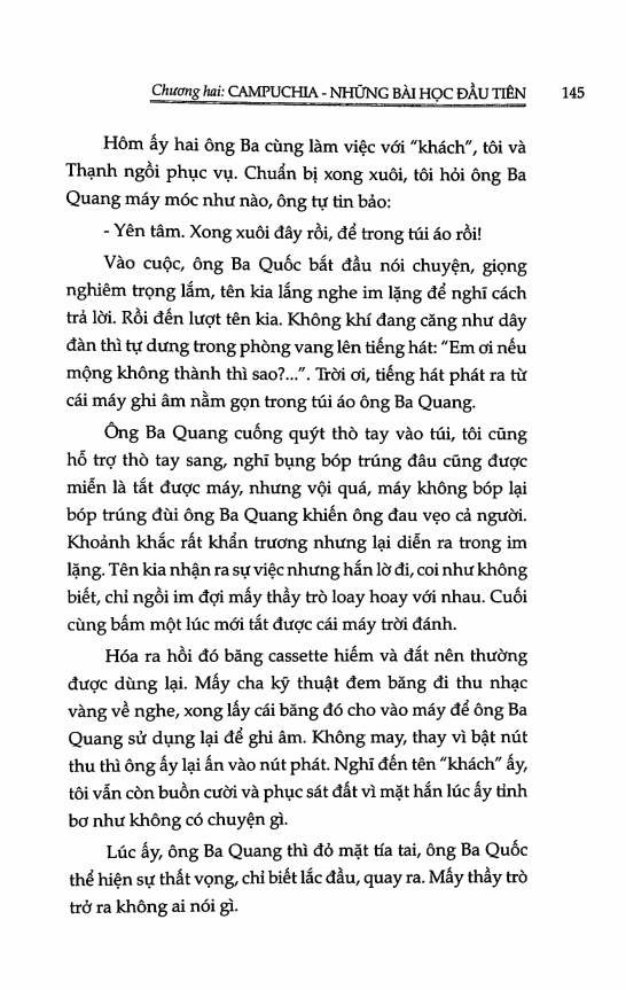 Chương hai: CAMPUCHIA - NHỮNG BÀI HỌC ĐẦU TIÊN 145
Hôm ấy hai ông Ba cùng làm việc với "khách", tôi và
Thạnh ngồi phục vụ. Chuẩn bị xong xuôi, tôi hỏi ông Ba
Quang máy móc như nào, ông tự tin bảo:
- Yên tâm. Xong xuôi đây rồi, để trong túi áo rồi!
Vào cuộc, ông Ba Quốc bắt đầu nói chuyện, giọng
nghiêm trọng lắm, tên kia lắng nghe im lặng để nghĩ cách
trả lời. Rồi đến lượt tên kia. Không khí đang căng như dây
đàn thì tự dưng trong phòng vang lên tiếng hát: "Em ơi nếu
mộng không thành thì sao?...". Trời ơi, tiếng hát phát ra từ
cái máy ghi âm nằm gọn trong túi áo ông Ba Quang.
Ông Ba Quang cuống quýt thò tay vào túi, tôi cũng
hỗ trợ thò tay sang, nghĩ bụng bóp trúng đâu cũng được
miễn là tắt được máy, nhưng vội quá, máy không bóp lại
bóp trúng đùi ông Ba Quang khiến ông đau vẹo cả người.
Khoảnh khắc rất khẩn trương nhưng lại diễn ra trong im
lặng. Tên kia nhận ra sự việc nhưng hắn lờ đi, coi như không
biết, chỉ ngồi im đợi mấy thầy trò loay hoay với nhau. Cuối
cùng bấm một lúc mới tắt được cái máy trời đánh.
Hóa ra hồi đó băng cassette hiếm và đắt nên thường
được dùng lại. Mấy cha kỹ thuật đem băng đi thu nhạc
vàng về nghe, xong lấy cái băng đó cho vào máy để ông Ba
Quang sử dụng lại để ghi âm. Không may, thay vì bật nút
thu thì ông ấy lại ấn vào nút phát. Nghĩ đến tên "khách" ấy,
tôi vẫn còn buồn cười và phục sát đất vì mặt hắn lúc ấy tỉnh
bơ như không có chuyện gì.
Lúc ấy, ông Ba Quang thì đỏ mặt tía tai, ông Ba Quốc
thể hiện sự thất vọng, chỉ biết lắc đầu, quay ra. Mấy thầy trò
trở ra không ai nói gì.